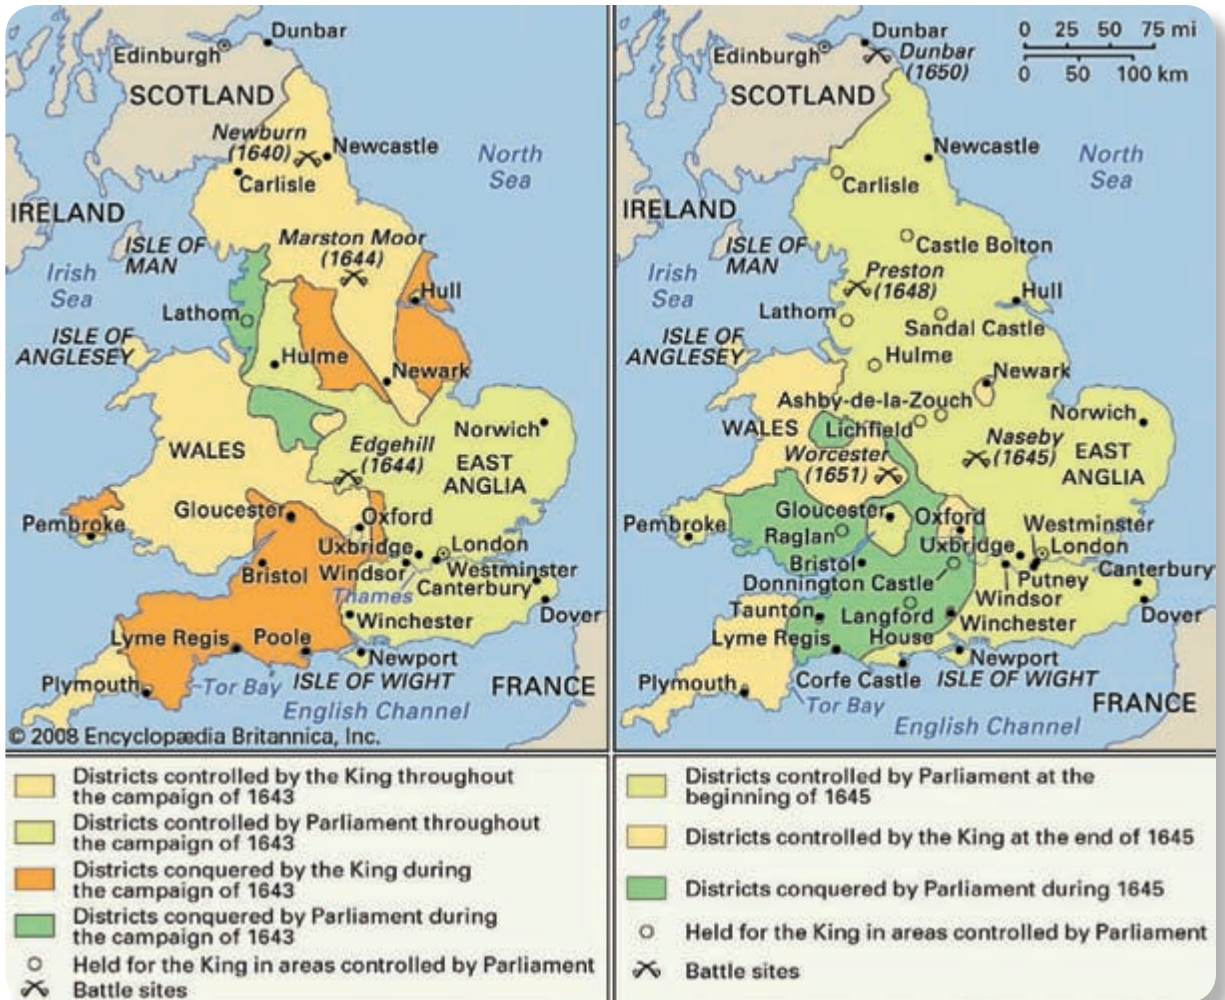 Edinburgh
Dunbar
SCOTLAND
Newburn
(1640)
Newcastle
Carlisle
North
Sea
IRELAND
ISLE OF
MAN
Marston Moor
(1644)
Irish
Sea
Hull
Lathom
ISLE OF
ANGLESEY
Hulme
Newark
Norwich
WALES
Edgehill
(1644)
EAST
ANGLIA
Gloucester
Oxford
Pembroke
Uxbridge
London
Bristol
Windsor
Westminster
Thames
Canterbury
Winchester
Dover
Lyme Regis
Poole
Newport
Plymouth
Tor Bay
ISLE OF WIGHT
FRANCE
English Channel
© 2008 Encyclopædia Britannica, Inc.
Districts controlled by the King throughout
the campaign of 1643
Districts controlled by Parliament throughout
the campaign of 1643
Districts conquered by the King during
the campaign of 1643
Districts conquered by Parliament during
the campaign of 1643
Held for the King in areas controlled by Parliament
Battle sites
Dunbar
Edinburgh
Dunbar
(1650)
0 25 50 75 mi
0 50 100 km
SCOTLAND
Newcastle
North
Sea
Carlisle
IRELAND
ISLE OF
MAN
Castle Bolton
Irish
Sea
Preston
(1648)
Hull
Lathom
Sandal Castle
ISLE OF
ANGLESEY
Hulme
Newark
Ashby-de-la-Zouch
Norwich
WALES
Lichfield
Naseby
(1645)
EAST
ANGLIA
Worcester
(1651)
Gloucester
Oxford
Pembroke
Raglan
Westminster
Uxbridge
London
Bristol
Canterbury
Donnington Castle
Putney
Windsor
Taunton
Langford
House
Dover
Winchester
Lyme Regis
Newport
Plymouth
Corfe Castle
ISLE OF WIGHT
Tor Bay
FRANCE
English Channel
Districts controlled by Parliament at the
beginning of 1645
Districts controlled by the King at the end of 1645
Districts conquered by Parliament during 1645
Held for the King in areas controlled by Parliament
Battle sites